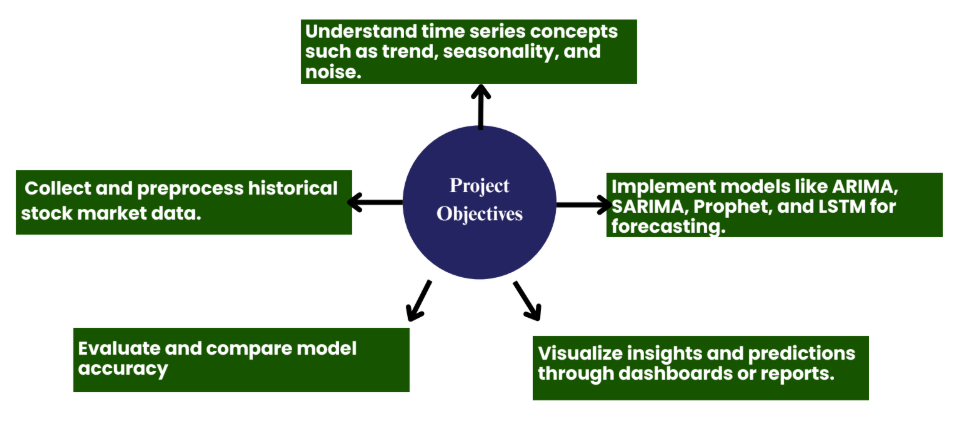 Understand time series concepts
such as trend, seasonality, and
noise.
Collect and preprocess historical
stock market data.
Project
Objectives
Implement models like ARIMA,
SARIMA, Prophet, and LSTM for
forecasting.
Evaluate and compare model
accuracy
Visualize insights and predictions
through dashboards or reports.